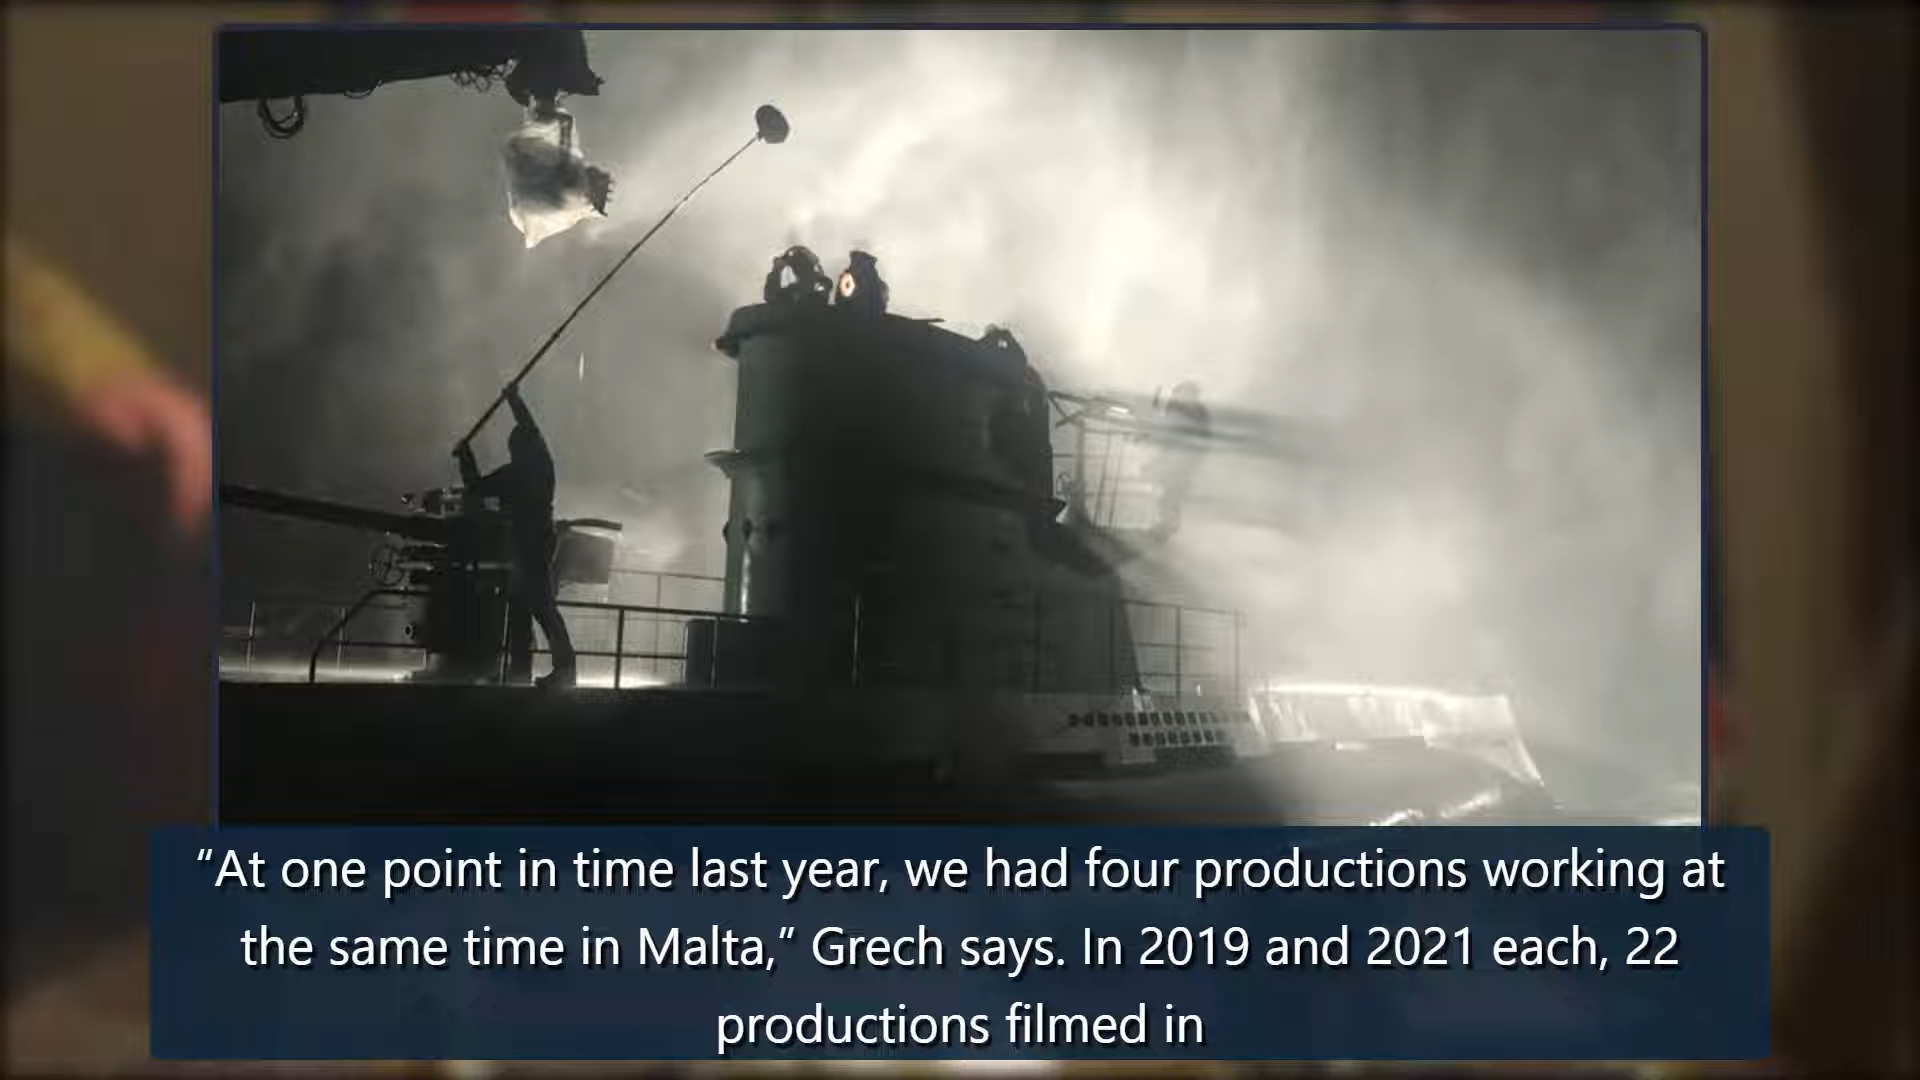 “At one point in time last year, we had four productions working at
the same time in Malta,” Grech says. In 2019 and 2021 each, 22
productions filmed in